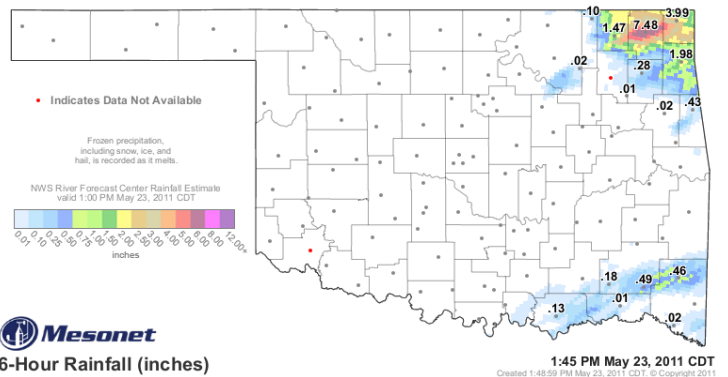 .10
3.99
1.47
7.48
1.98
.02
.28
.01
.02
.43
Indicates Data Not Available
Frozen precipitation,
including snow, ice, and
hail, is recorded as it melts.
NWS River Forecast Center Rainfall Estimate
valid 1:00 PM May 23, 2011 CDT
0.01 0.10 0.25 0.50 0.75 1.00 1.50 2.00 2.50 3.00 4.00 5.00 6.00 8.00 12.00+
inches
.18
.49
.46
.01
.13
.02
Mesonet
6-Hour Rainfall (inches)
1:45 PM May 23, 2011 CDT
Created 1:48:59 PM May 23, 2011 CDT. © Copyright 2011